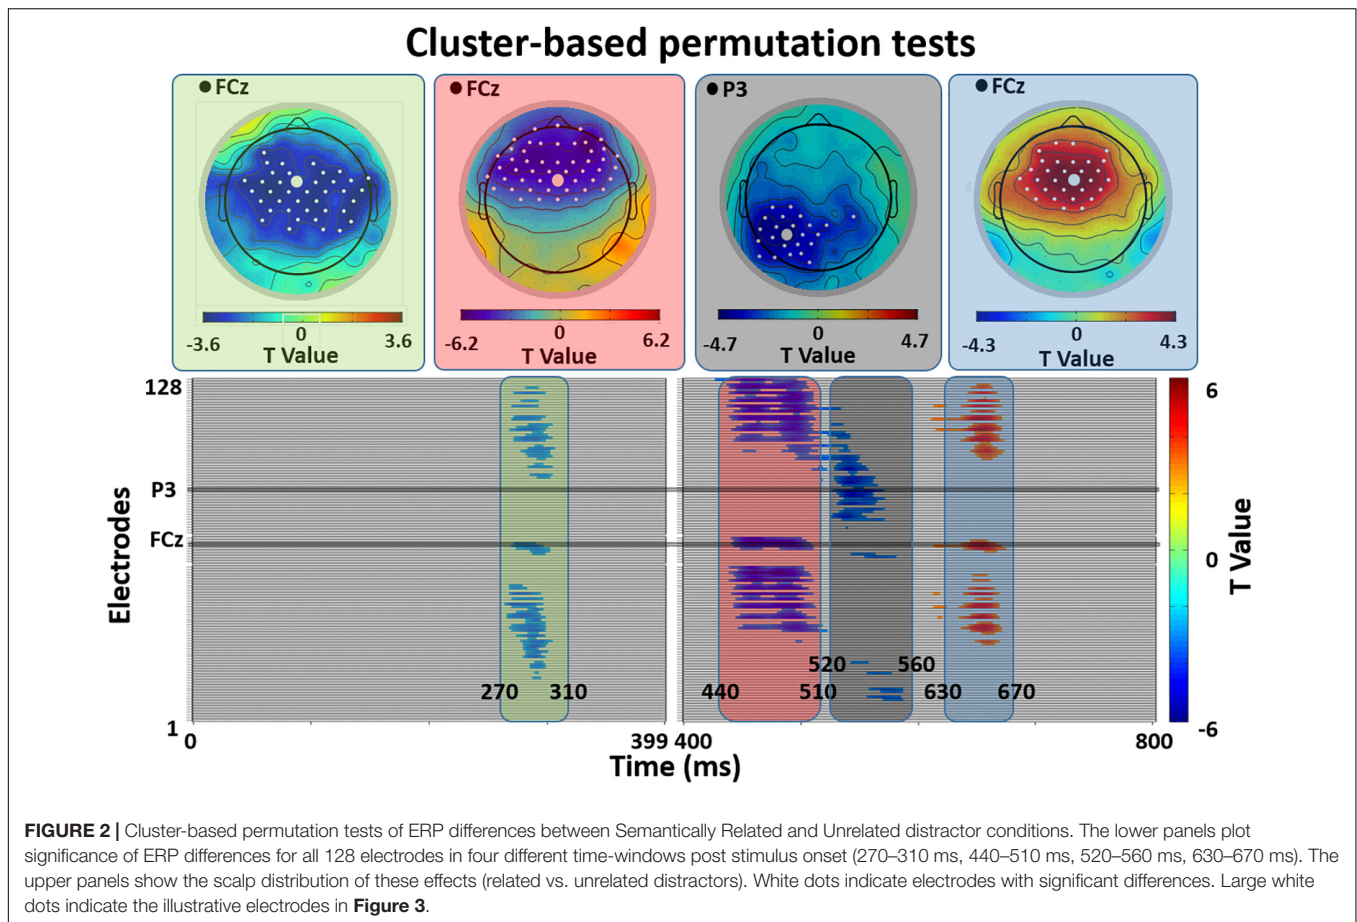 Cluster-based permutation tests
FCz
FCz
P3
FCz
-3.6 0 3.6
T Value
-6.2 0 6.2
T Value
-4.7 0 4.7
T Value
-4.3 0 4.3
T Value
128
P3
FCz
1
Electrodes
270 310
440 510
520 560
630 670
0 399 400 800
Time (ms)
6
0
-6
T Value
FIGURE 2 | Cluster-based permutation tests of ERP differences between Semantically Related and Unrelated distractor conditions. The lower panels plot
significance of ERP differences for all 128 electrodes in four different time-windows post stimulus onset (270–310 ms, 440–510 ms, 520–560 ms, 630–670 ms). The
upper panels show the scalp distribution of these effects (related vs. unrelated distractors). White dots indicate electrodes with significant differences. Large white
dots indicate the illustrative electrodes in Figure 3.